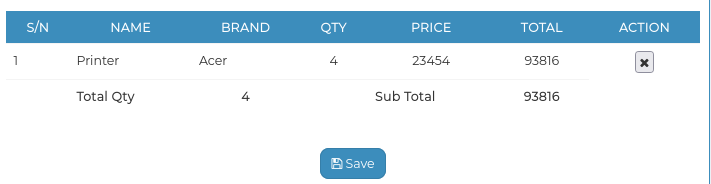 S/N NAME BRAND QTY PRICE TOTAL ACTION
1 Printer Acer 4 23454 93816
Total Qty 4 Sub Total 93816
Save